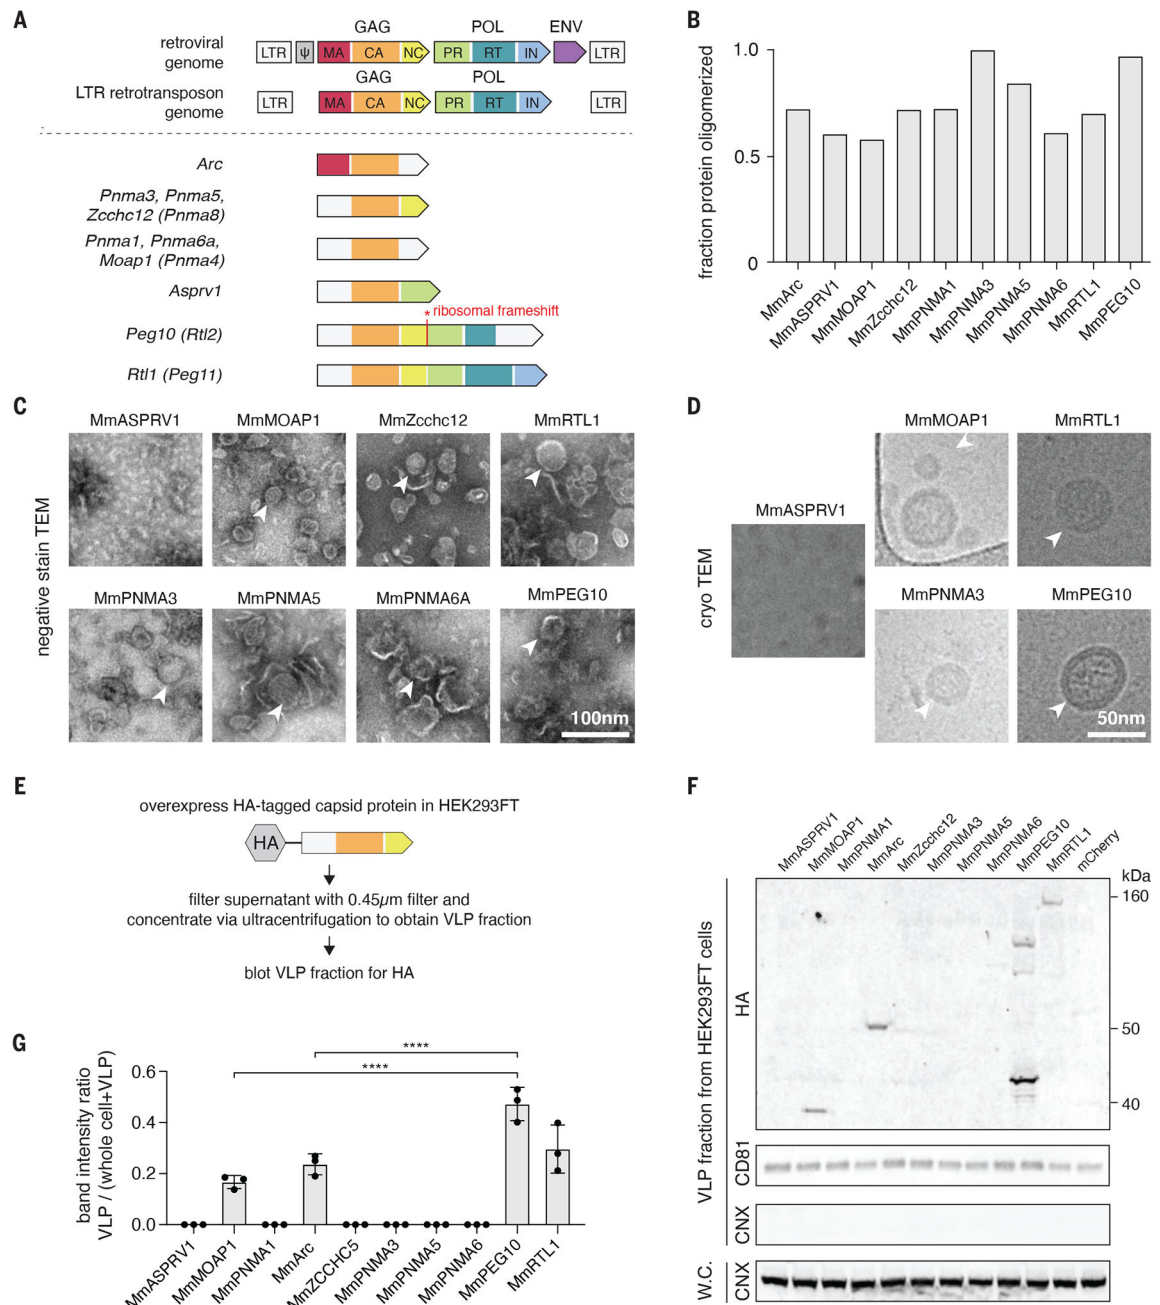 A
GAG POL ENV
retroviral genome
LTR ψ MA CA NC PR RT IN LTR
GAG POL
LTR retrotransposon genome
LTR MA CA NC PR RT IN LTR
Arc
Pnma3, Pnma5,
Zcchc12 (Pnma8)
Pnma1, Pnma6a,
Moap1 (Pnma4)
Asprv1
* ribosomal frameshift
Peg10 (Rtl2)
Rtl1 (Peg11)
B
fraction protein oligomerized
1.0
0.5
0
MmArc
MmASPRV1
MmMOAP1
MmZcchc12
MmPNMA1
MmPNMA3
MmPNMA5
MmPNMA6
MmRTL1
MmPEG10
C
negative stain TEM
MmASPRV1 MmMOAP1 MmZcchc12 MmRTL1
MmPNMA3 MmPNMA5 MmPNMA6A MmPEG10
100nm
D
cryo TEM
MmMOAP1 MmRTL1
MmASPRV1
MmPNMA3 MmPEG10
50nm
E
overexpress HA-tagged capsid protein in HEK293FT
HA
filter supernatant with 0.45µm filter and
concentrate via ultracentrifugation to obtain VLP fraction
blot VLP fraction for HA
F
MmASPRV1
MmMOAP1
MmPNMA1
MmArc
MmZcchc12
MmPNMA3
MmPNMA5
MmPNMA6
MmPEG10
MmRTL1
mCherry
kDa
160
50
40
VLP fraction from HEK293FT cells
HA
CD81
CNX
W.C.
CNX
G
band intensity ratio
VLP / (whole cell+VLP)
****
****
0.6
0.4
0.2
0.0
MmASPRV1
MmMOAP1
MmPNMA1
MmArc
MmZCCHC5
MmPNMA3
MmPNMA5
MmPNMA6
MmPEG10
MmRTL1